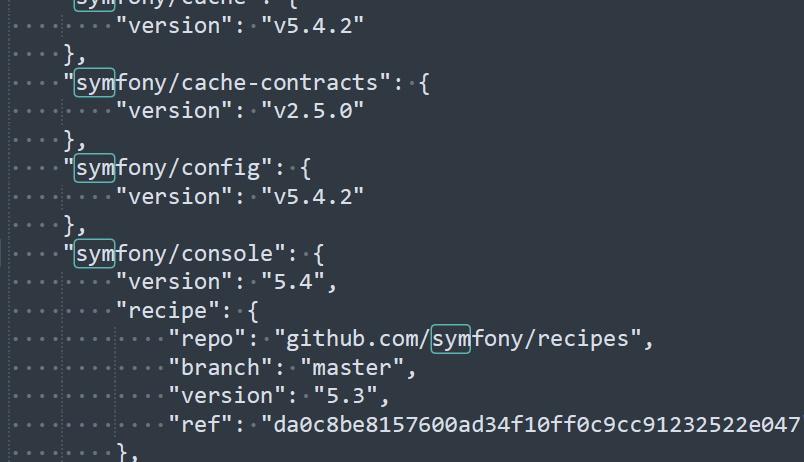 symfony/cache": {
"version": "v5.4.2"
},
"symfony/cache-contracts": {
"version": "v2.5.0"
},
"symfony/config": {
"version": "v5.4.2"
},
"symfony/console": {
"version": "5.4",
"recipe": {
"repo": "github.com/symfony/recipes",
"branch": "master",
"version": "5.3",
"ref": "da0c8be8157600ad34f10ff0c9cc91232522e047
},